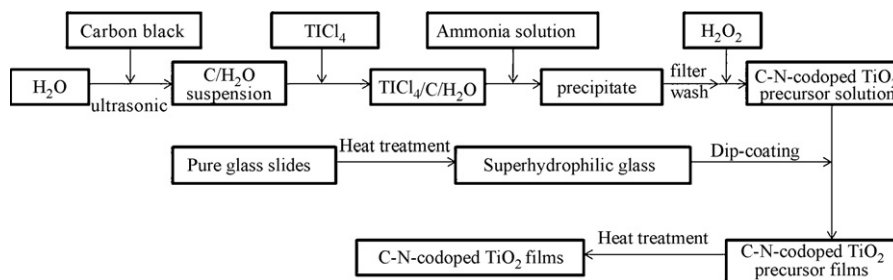 Carbon black
TICl₄
Ammonia solution
H₂O₂
H₂O
ultrasonic
C/H₂O
suspension
TICl₄/C/H₂O
precipitate
filter
wash
C-N-codoped TiO₂
precursor solution
Pure glass slides
Heat treatment
Superhydrophilic glass
Dip-coating
C-N-codoped TiO₂ films
Heat treatment
C-N-codoped TiO₂
precursor films